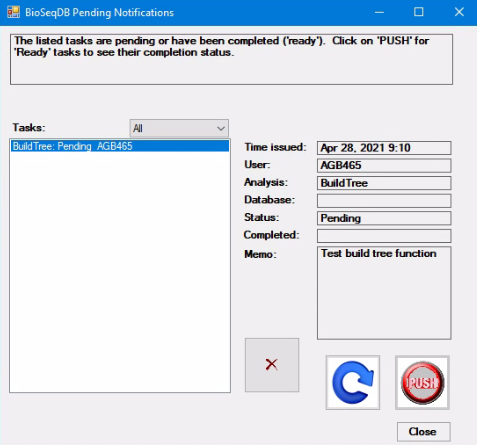 BioSeqDB Pending Notifications
The listed tasks are pending or have been completed ('ready'). Click on 'PUSH' for
'Ready' tasks to see their completion status.
Tasks:
All
BuildTree: Pending AGB465
Time issued: Apr 28, 2021 9:10
User: AGB465
Analysis: BuildTree
Database:
Status: Pending
Completed:
Memo: Test build tree function
PUSH
Close